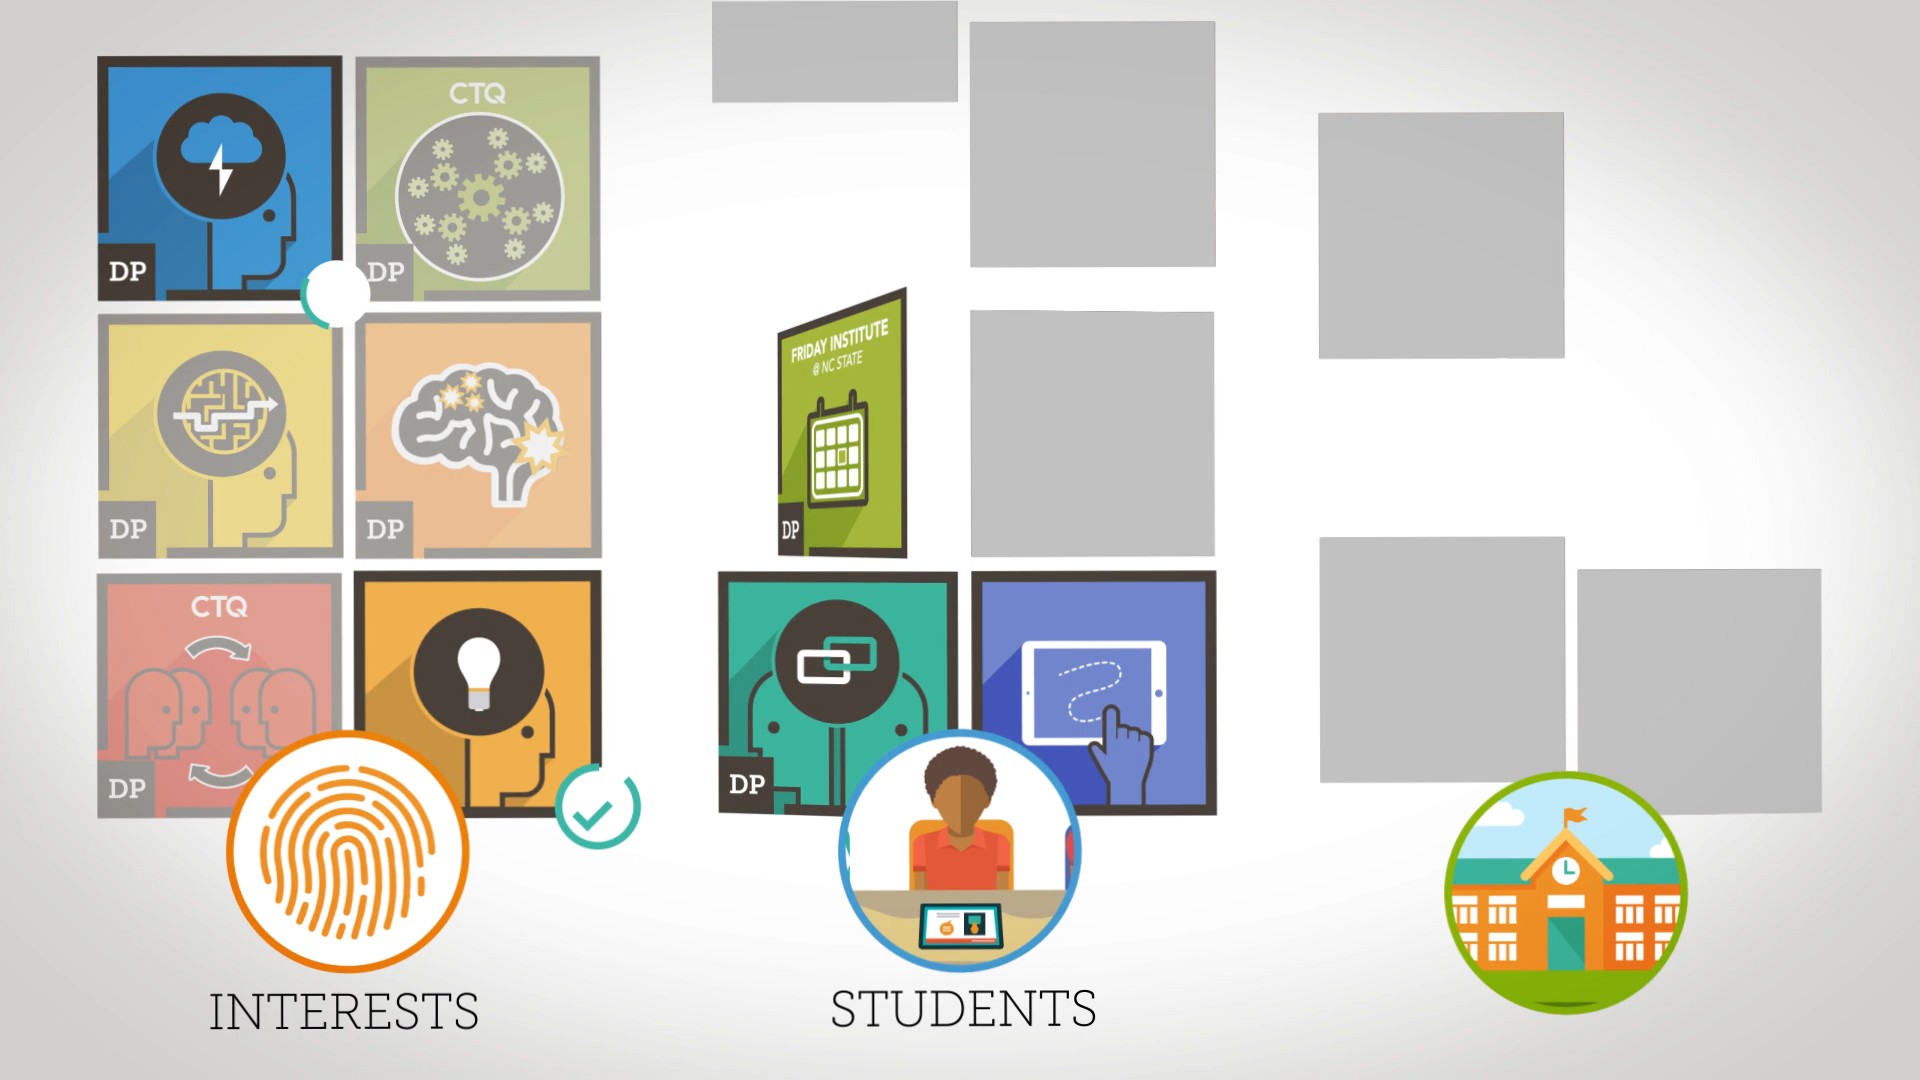 CTQ
DP
DP
DP
DP
CTQ
DP
FRIDAY INSTITUTE
@ NC STATE
DP
DP
INTERESTS
STUDENTS